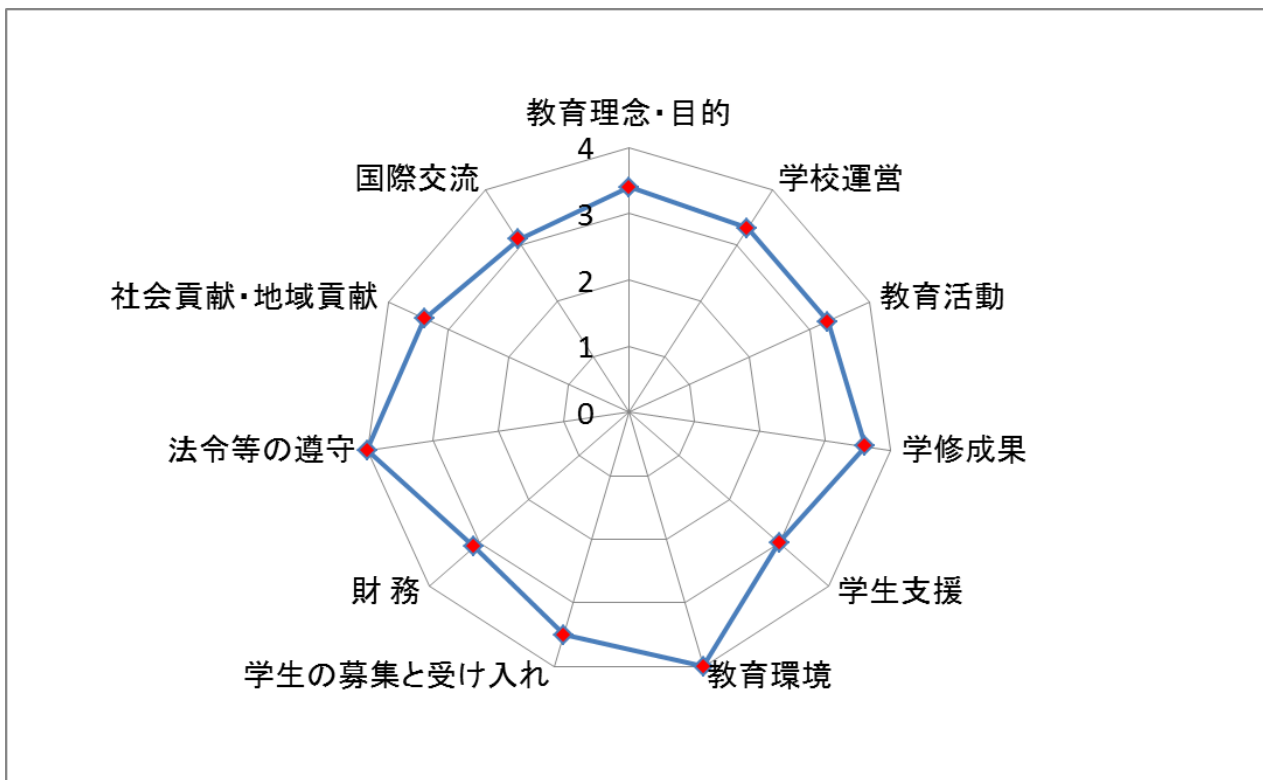 教育理念・目的
4
国際交流
学校運営
3
社会貢献・地域貢献
教育活動
2
1
0
法令等の遵守
学修成果
財 務
学生支援
学生の募集と受け入れ
教育環境